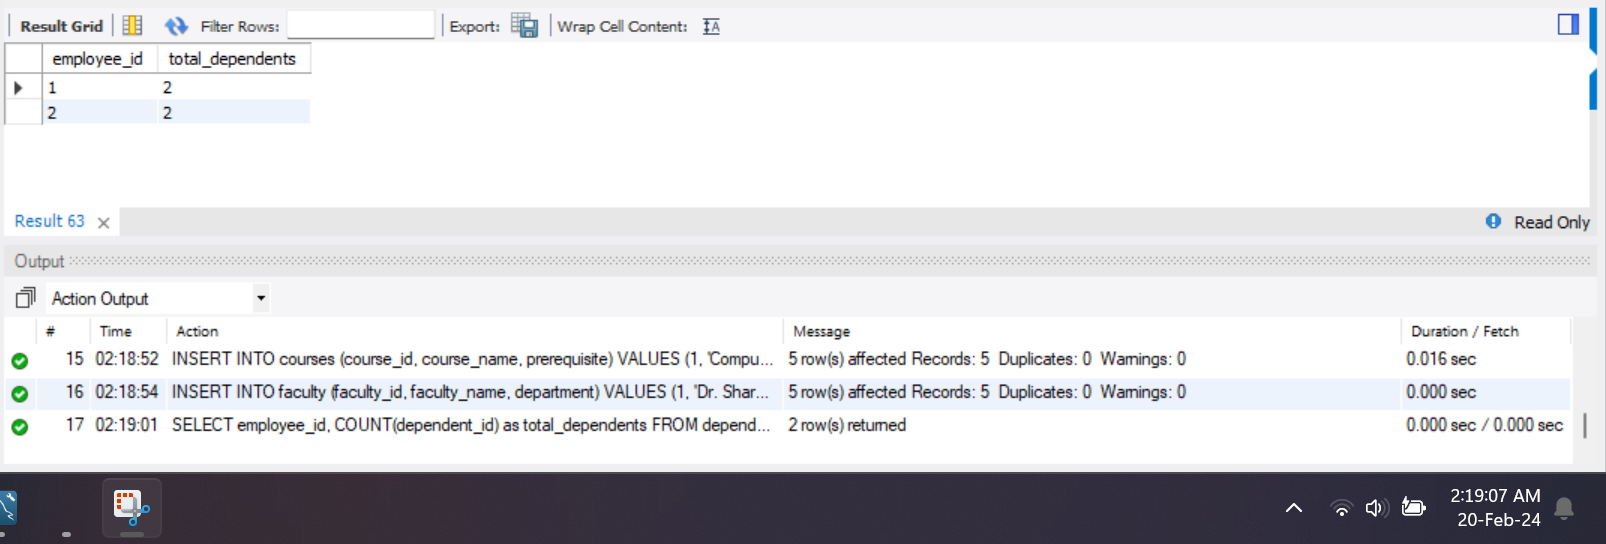 Result Grid Filter Rows: Export: Wrap Cell Content: IA
employee_id total_dependents
1 2
2 2
Result 63 Read Only
Output
Action Output
# Time Action Message Duration / Fetch
15 02:18:52 INSERT INTO courses (course_id, course_name, prerequisite) VALUES (1, 'Compu... 5 row(s) affected Records: 5 Duplicates: 0 Warnings: 0 0.016 sec
16 02:18:54 INSERT INTO faculty (faculty_id, faculty_name, department) VALUES (1, 'Dr. Shar... 5 row(s) affected Records: 5 Duplicates: 0 Warnings: 0 0.000 sec
17 02:19:01 SELECT employee_id, COUNT(dependent_id) as total_dependents FROM depend... 2 row(s) returned 0.000 sec / 0.000 sec
2:19:07 AM
20-Feb-24